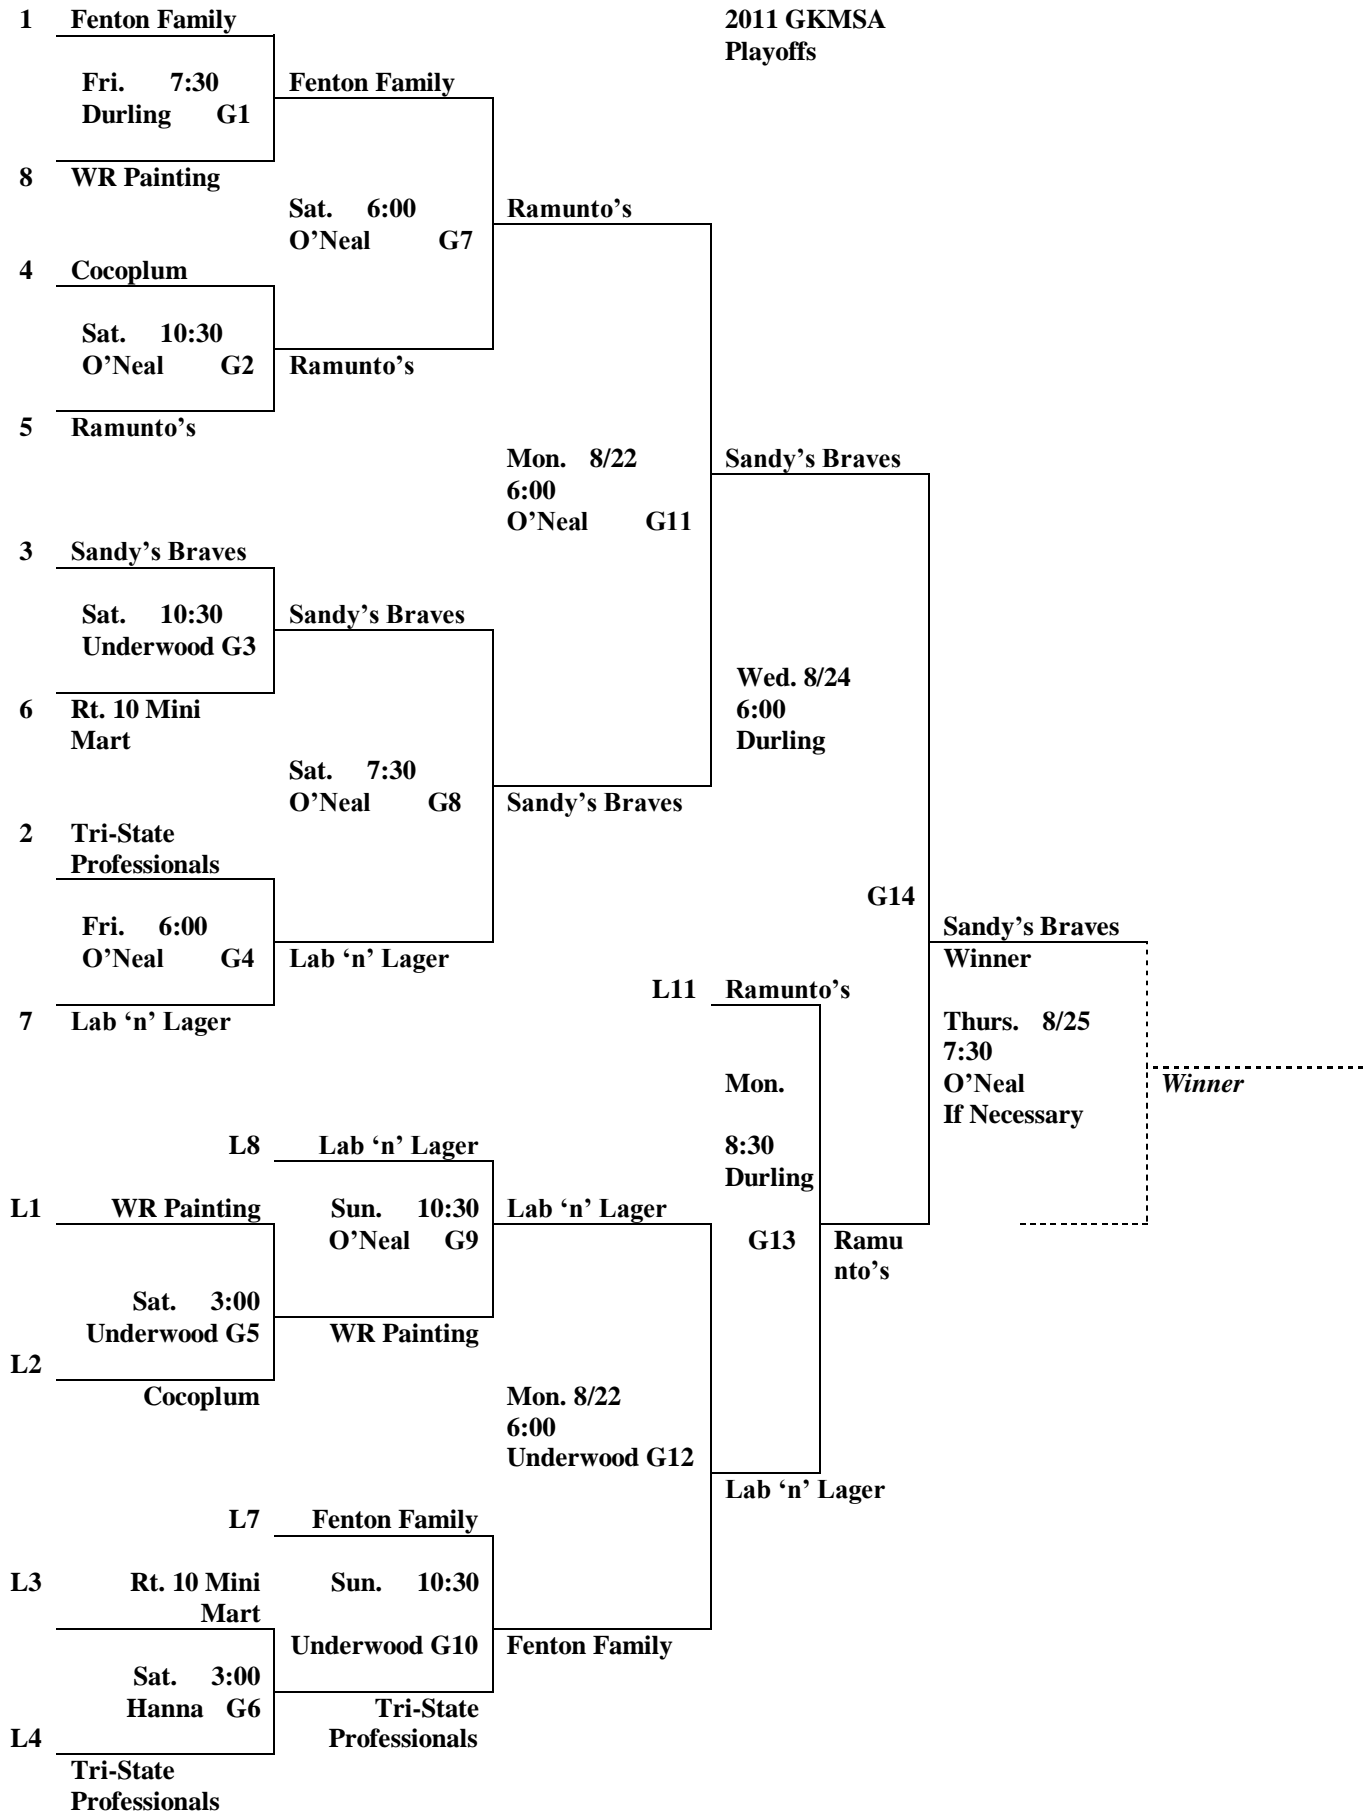 1 Fenton Family
2011 GKMSA
Playoffs
Fri. 7:30
Durling G1
Fenton Family
8 WR Painting
Sat. 6:00
O’Neal G7
Ramunto’s
4 Cocoplum
Sat. 10:30
O’Neal G2
Ramunto’s
5 Ramunto’s
Mon. 8/22
6:00
O’Neal G11
Sandy’s Braves
3 Sandy’s Braves
Sat. 10:30
Underwood G3
Sandy’s Braves
6 Rt. 10 Mini
Mart
Wed. 8/24
6:00
Durling
Sat. 7:30
O’Neal G8
Sandy’s Braves
2 Tri-State
Professionals
G14
Fri. 6:00
O’Neal G4
Lab ‘n’ Lager
Sandy’s Braves
Winner
7 Lab ‘n’ Lager
L11 Ramunto’s
Thurs. 8/25
7:30
O’Neal
If Necessary
Winner
Mon.
8:30
Durling
G13
Ramu
nto’s
L8 Lab ‘n’ Lager
L1 WR Painting
Sun. 10:30
O’Neal G9
Lab ‘n’ Lager
Sat. 3:00
Underwood G5
WR Painting
L2
Cocoplum
Mon. 8/22
6:00
Underwood G12
Lab ‘n’ Lager
L7 Fenton Family
L3 Rt. 10 Mini
Mart
Sun. 10:30
Underwood G10
Fenton Family
Sat. 3:00
Hanna G6
Tri-State
Professionals
L4
Tri-State
Professionals